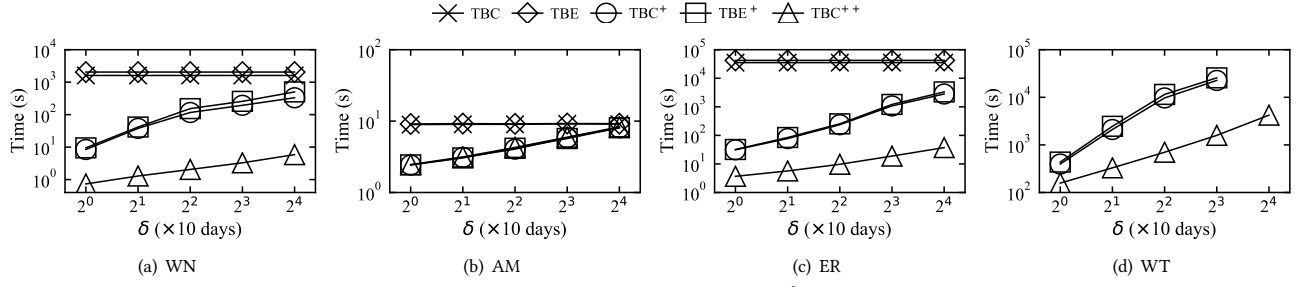 TBC TBE TBC⁺ TBE⁺ TBC⁺⁺
Time (s)
10⁴
10³
10²
10¹
10⁰
2⁰ 2¹ 2² 2³ 2⁴
δ (×10 days)
(a) WN
Time (s)
10²
10¹
10⁰
2⁰ 2¹ 2² 2³ 2⁴
δ (×10 days)
(b) AM
Time (s)
10⁵
10⁴
10³
10²
10¹
10⁰
2⁰ 2¹ 2² 2³ 2⁴
δ (×10 days)
(c) ER
Time (s)
10⁵
10⁴
10³
10²
2⁰ 2¹ 2² 2³ 2⁴
δ (×10 days)
(d) WT